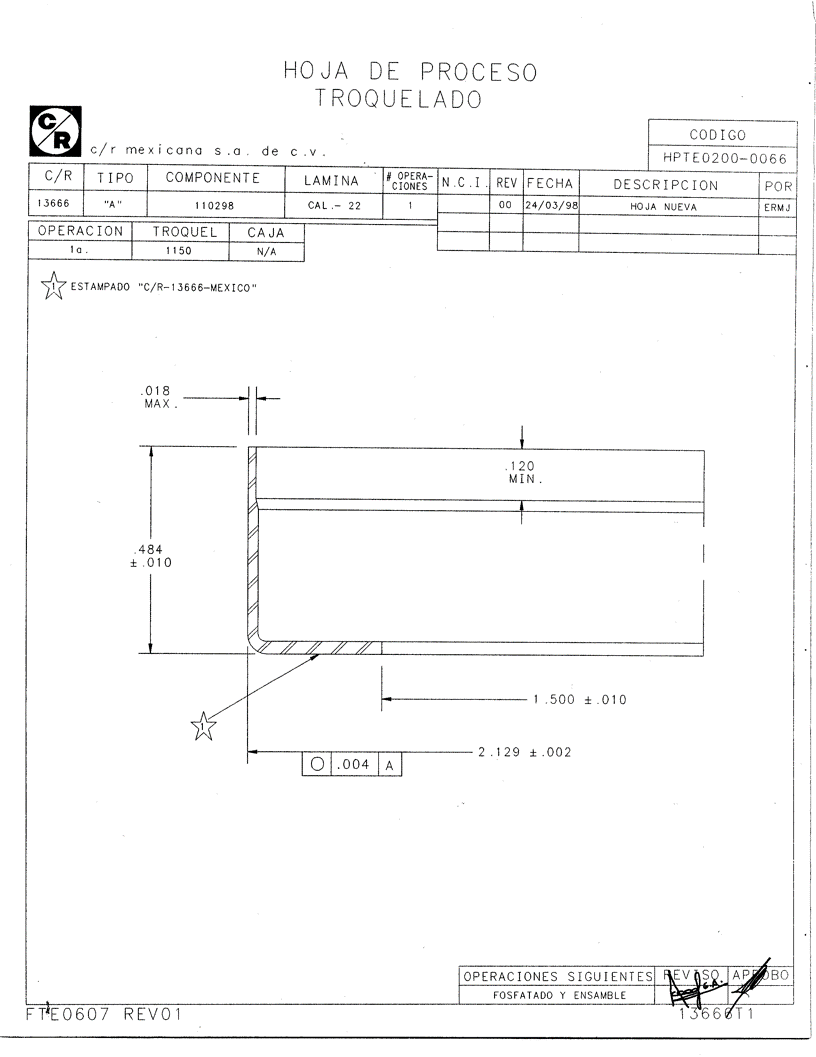 HOJA DE PROCESO
TROQUELADO
C/R
c/r mexicana s.a. de c.v.
CODIGO
HPTE0200-0066
C/R TIPO COMPONENTE LAMINA # OPERA-CIONES N.C.I. REV FECHA DESCRIPCION POR
13666 "A" 110298 CAL.- 22 1 00 24/03/98 HOJA NUEVA ERMJ
OPERACION TROQUEL CAJA
1a. 1150 N/A
1 ESTAMPADO "C/R-13666-MEXICO"
.018
MAX.
.120
MIN.
.484
±.010
1.500 ±.010
1
2.129 ±.002
.004 A
OPERACIONES SIGUIENTES REVISO APROBO
FOSFATADO Y ENSAMBLE
FTE0607 REV01
13666T1